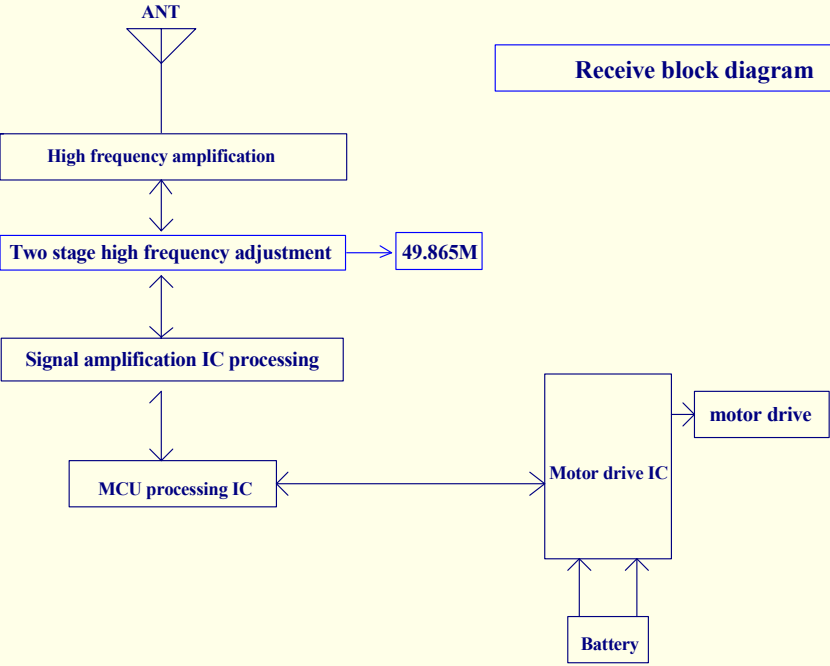 ANT
Receive block diagram
High frequency amplification
Two stage high frequency adjustment
49.865M
Signal amplification IC processing
motor drive
Motor drive IC
MCU processing IC
Battery